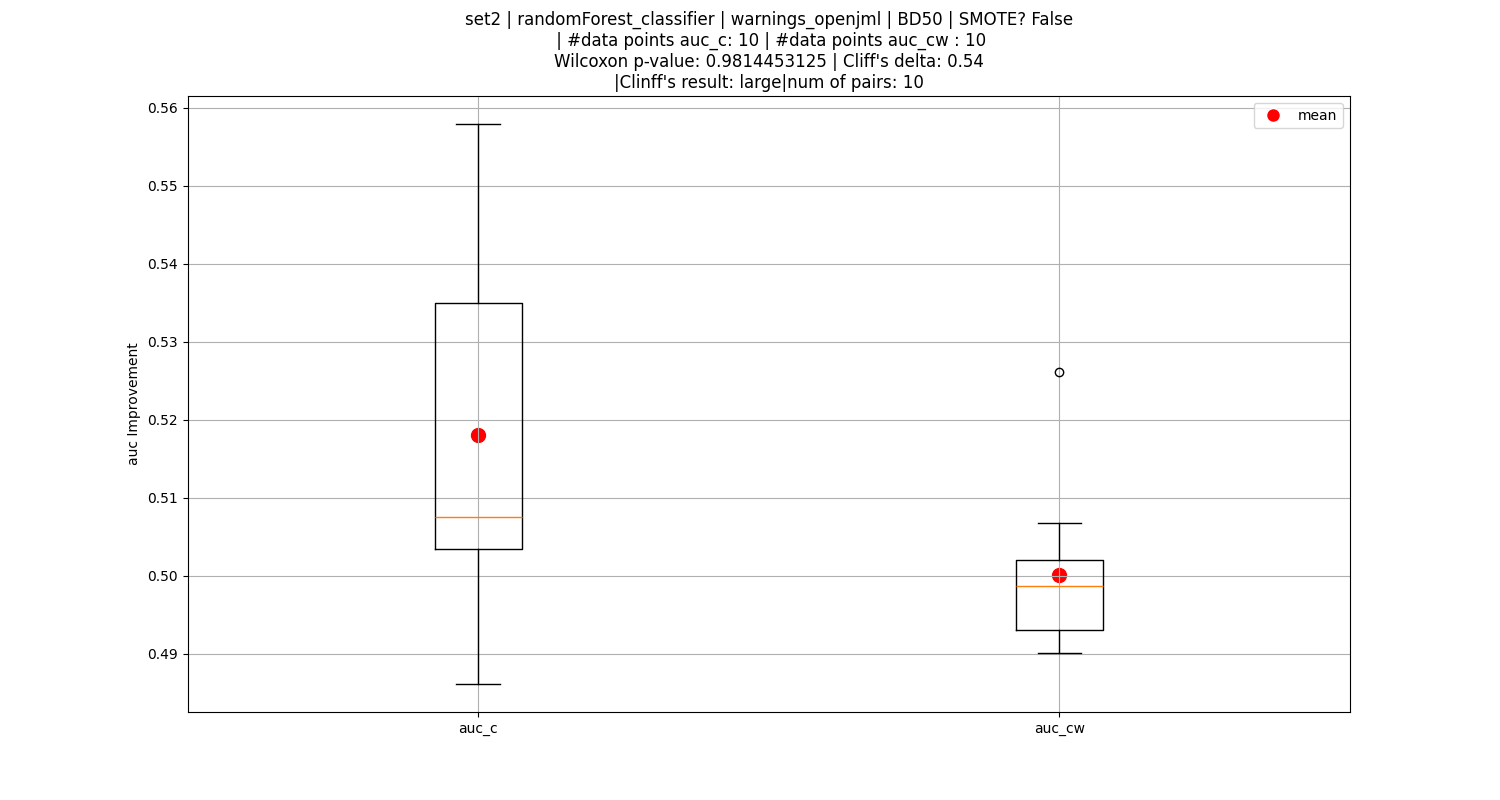 set2 | randomForest_classifier | warnings_openjml | BD50 | SMOTE? False
| #data points auc_c: 10 | #data points auc_cw : 10
Wilcoxon p-value: 0.9814453125 | Cliff's delta: 0.54
|Clinff's result: large|num of pairs: 10
mean
0.56
0.55
0.54
0.53
0.52
0.51
0.50
0.49
auc Improvement
auc_c
auc_cw